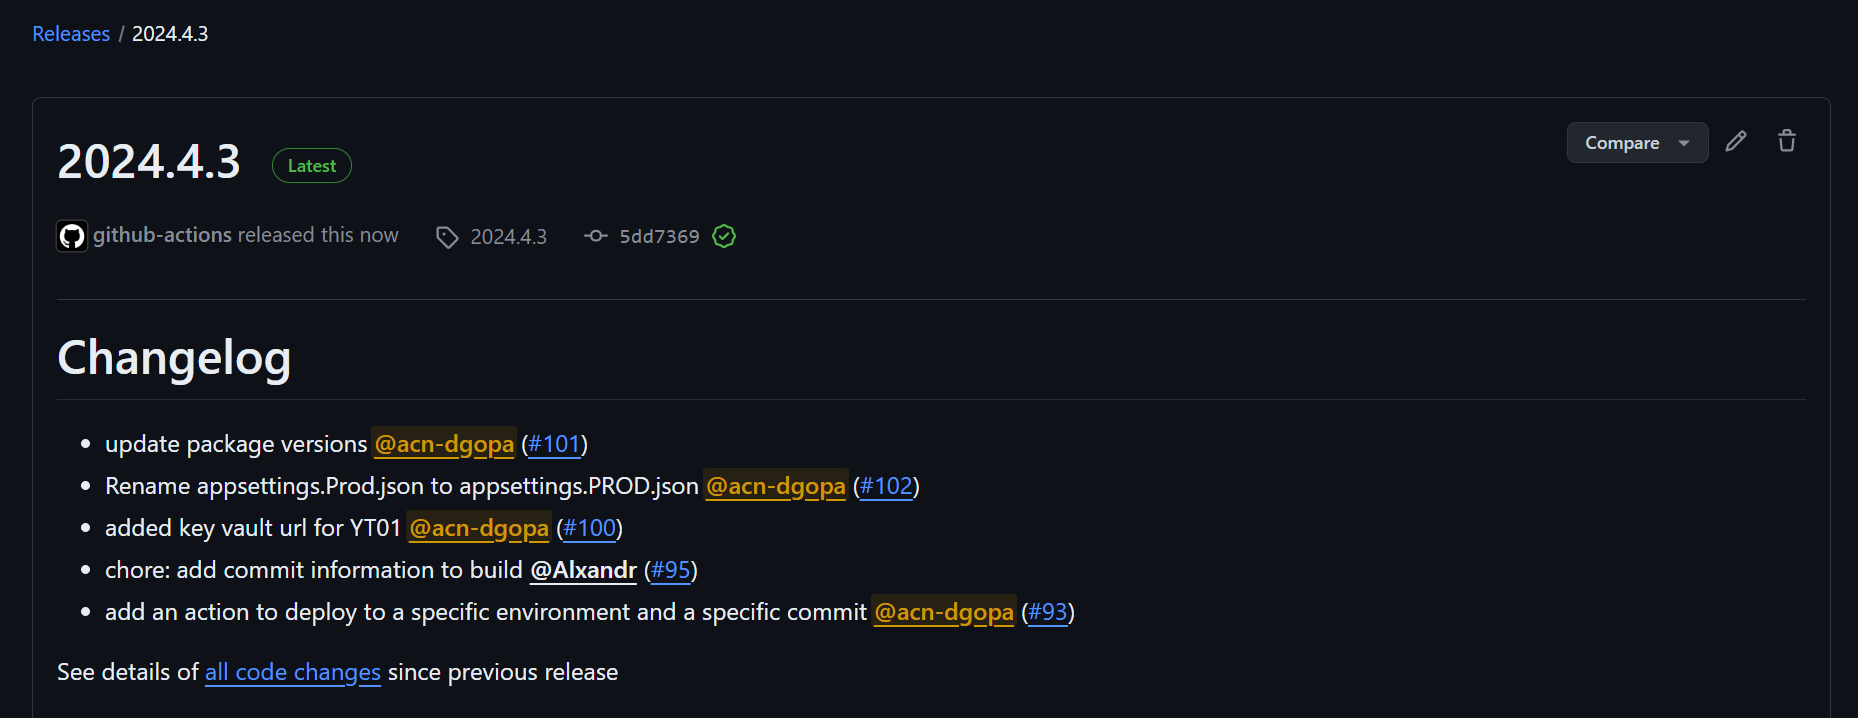 Releases / 2024.4.3
2024.4.3 Latest
Compare
github-actions released this now 2024.4.3 5dd7369
Changelog
update package versions @acn-dgopa (#101)
Rename appsettings.Prod.json to appsettings.PROD.json @acn-dgopa (#102)
added key vault url for YT01 @acn-dgopa (#100)
chore: add commit information to build @Alxandr (#95)
add an action to deploy to a specific environment and a specific commit @acn-dgopa (#93)
See details of all code changes since previous release